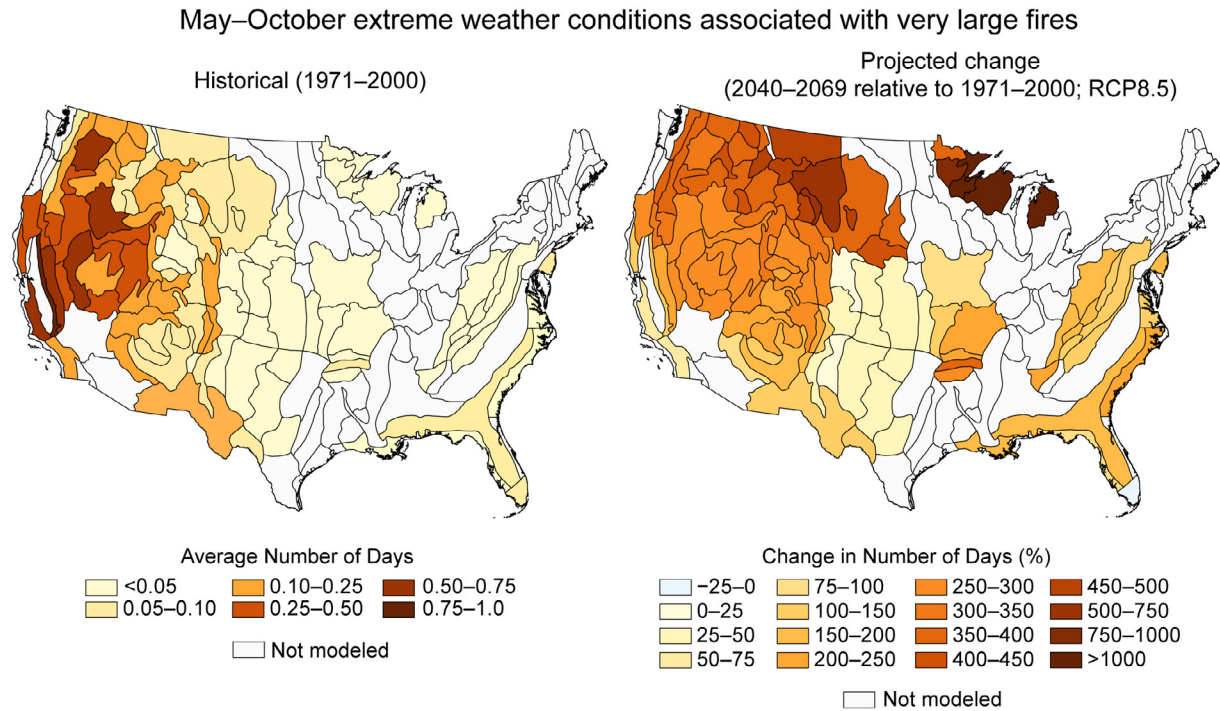 May–October extreme weather conditions associated with very large fires
Historical (1971–2000)
Projected change
(2040–2069 relative to 1971–2000; RCP8.5)
Average Number of Days
<0.05
0.05–0.10
0.10–0.25
0.25–0.50
0.50–0.75
0.75–1.0
Not modeled
Change in Number of Days (%)
−25–0
0–25
25–50
50–75
75–100
100–150
150–200
200–250
250–300
300–350
350–400
400–450
450–500
500–750
750–1000
>1000
Not modeled